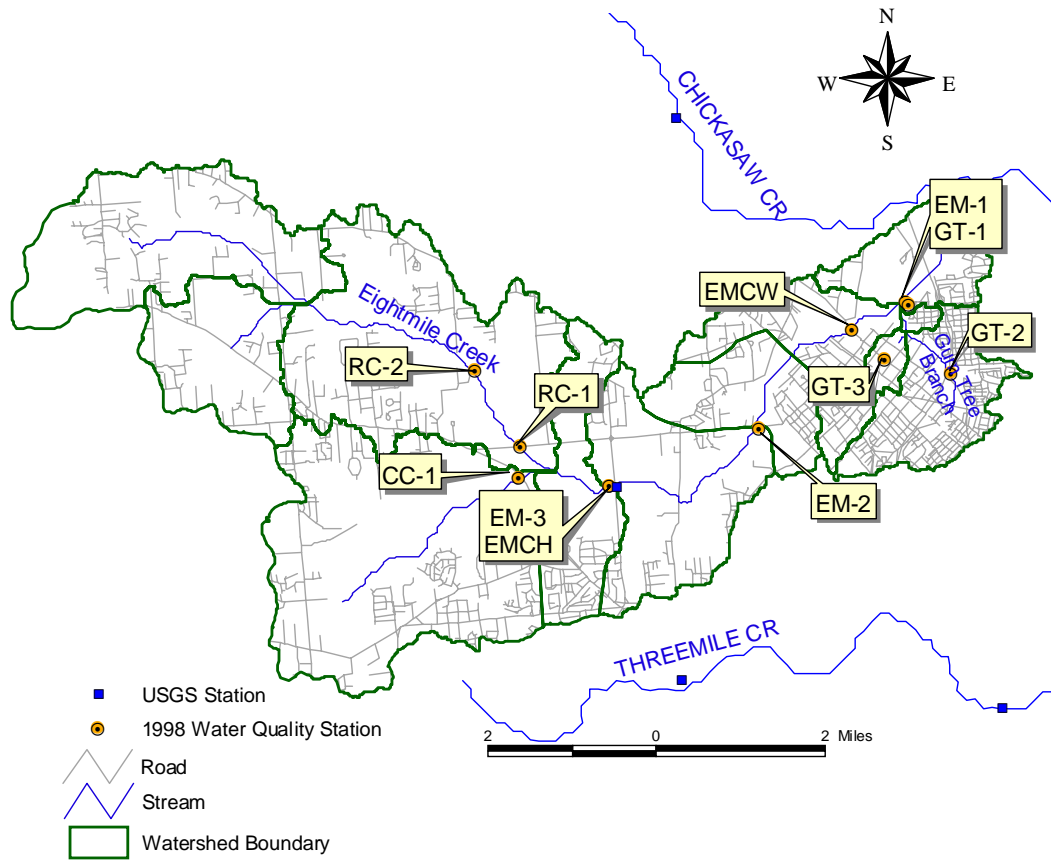 N
W
E
S
CHICKASAW CR
EM-1
GT-1
EMCW
Eightmile Creek
GT-2
RC-2
Gum Tree
Branch
GT-3
RC-1
CC-1
EM-2
EM-3
EMCH
THREEMILE CR
USGS Station
1998 Water Quality Station
Road
Stream
Watershed Boundary
2 0 2 Miles